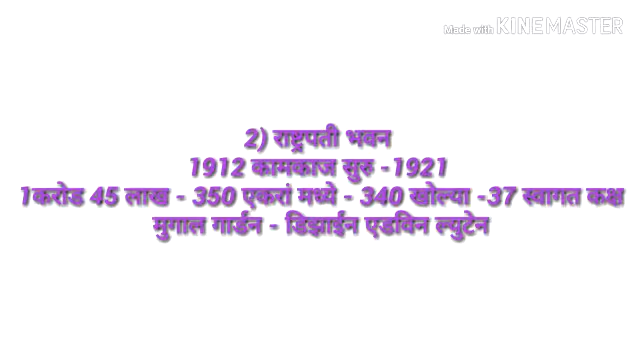 Made with KINEMASTER
2) राष्ट्रपती भवन
1912 कामकाज सुरु -1921
1करोड 45 लाख - 350 एकरां मध्ये - 340 खोल्या -37 स्वागत कक्ष
मुगाल गार्डन - डिझाईन एडविन ल्युटेन